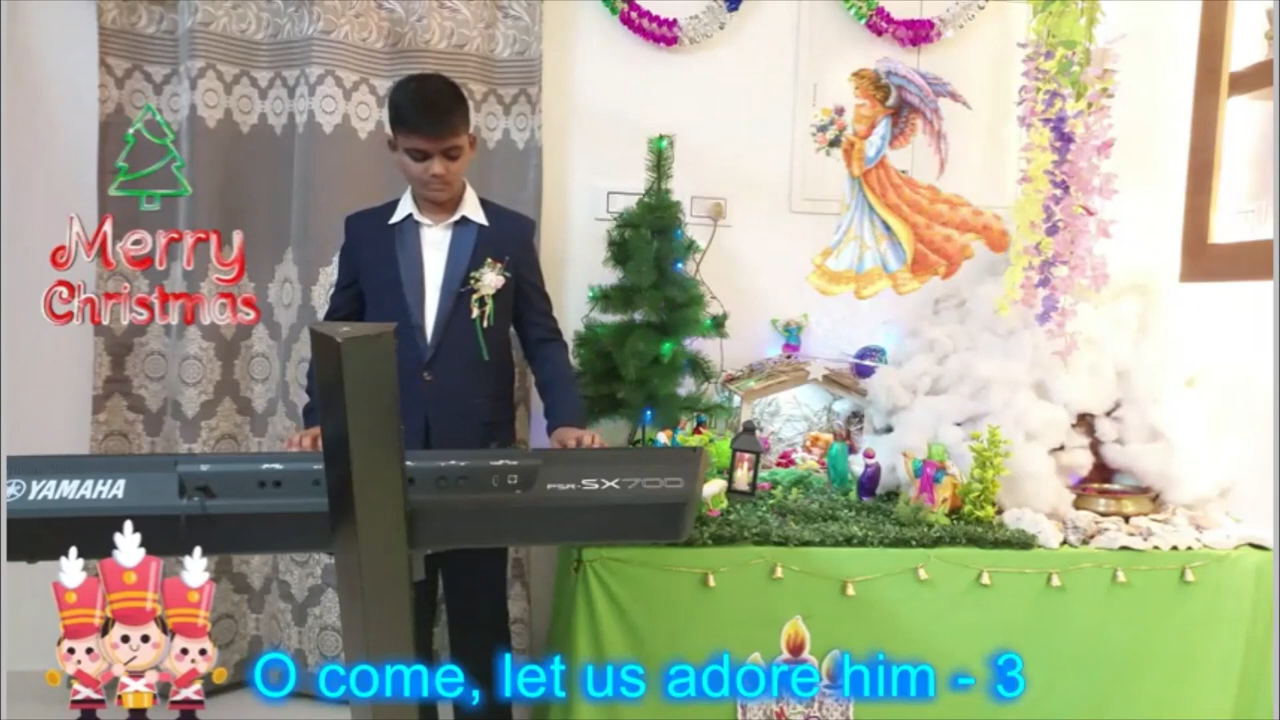 Merry
Christmas
YAMAHA
PSR-SX700
O come, let us adore him - 3